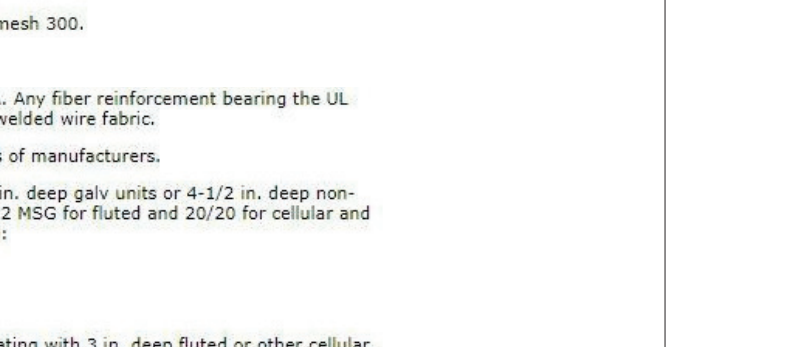 mesh 300.
. Any fiber reinforcement bearing the UL
welded wire fabric.
of manufacturers.
in. deep galv units or 4-1/2 in. deep non-
2 MSG for fluted and 20/20 for cellular and
:
ating with 3 in. deep fluted or other cellular